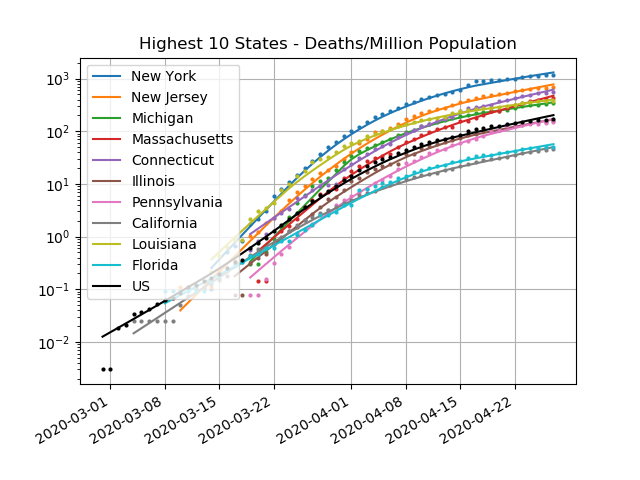 Highest 10 States - Deaths/Million Population
10³
10²
10¹
10⁰
10⁻¹
10⁻²
New York
New Jersey
Michigan
Massachusetts
Connecticut
Illinois
Pennsylvania
California
Louisiana
Florida
US
2020-03-01
2020-03-08
2020-03-15
2020-03-22
2020-04-01
2020-04-08
2020-04-15
2020-04-22